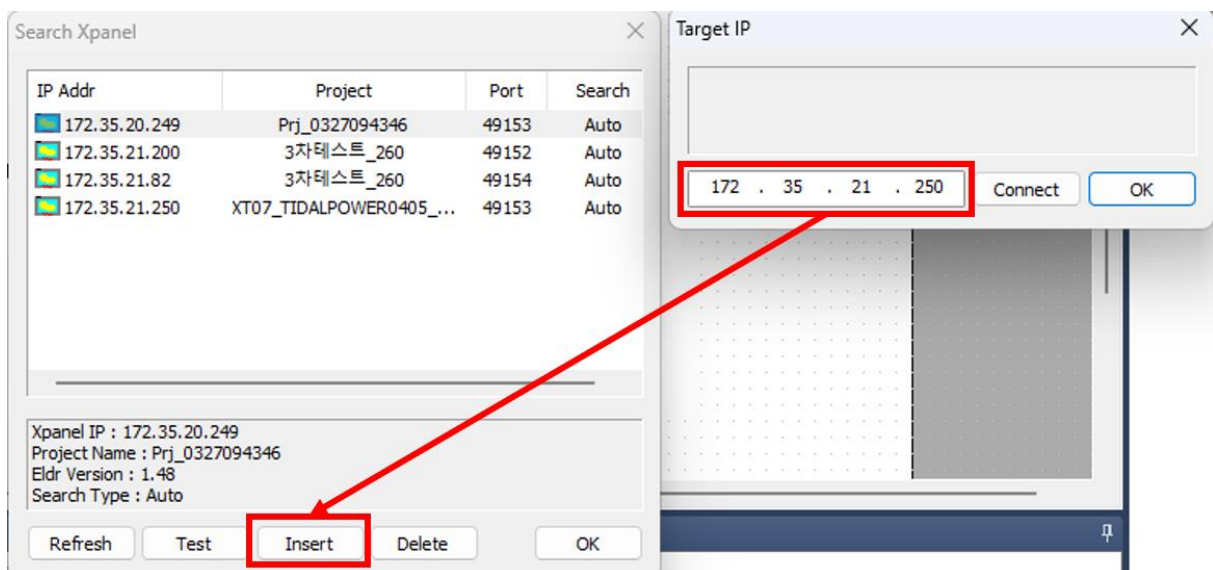 Search Xpanel
IP Addr Project Port Search
172.35.20.249 Prj_0327094346 49153 Auto
172.35.21.200 3차테스트_260 49152 Auto
172.35.21.82 3차테스트_260 49154 Auto
172.35.21.250 XT07_TIDALPOWER0405_... 49153 Auto
Xpanel IP : 172.35.20.249
Project Name : Prj_0327094346
Eldr Version : 1.48
Search Type : Auto
Refresh Test Insert Delete OK
Target IP
172 . 35 . 21 . 250 Connect OK